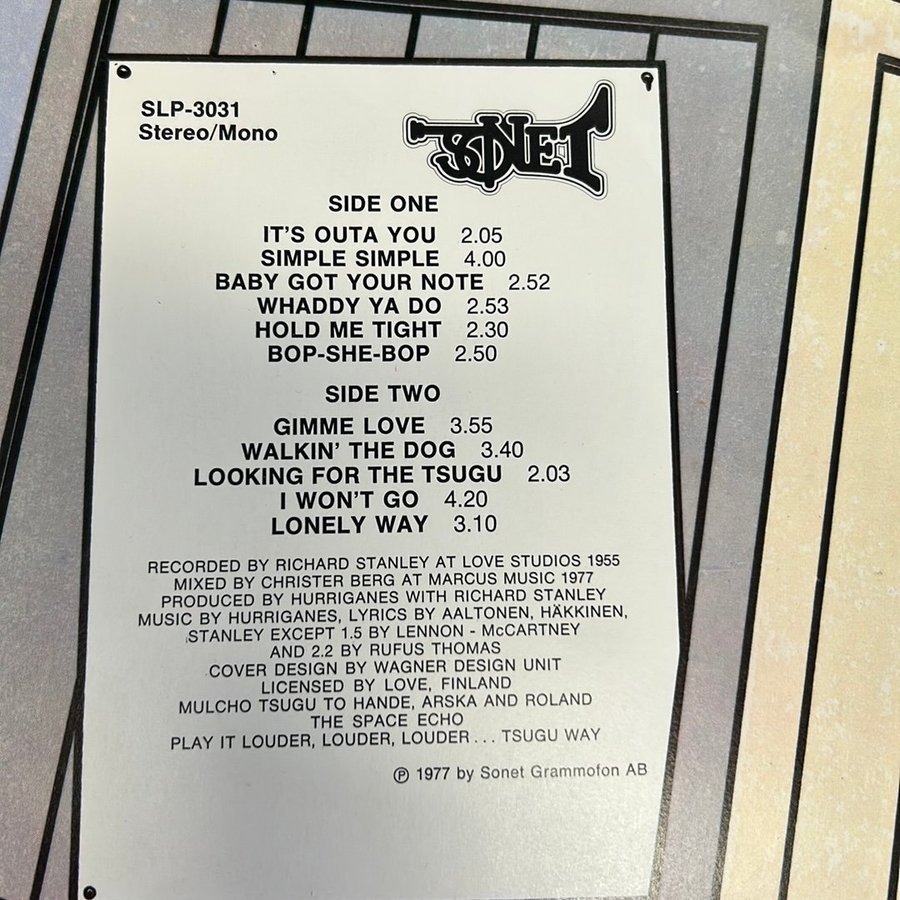 SLP-3031
Stereo/Mono
SONET
SIDE ONE
IT'S OUTA YOU 2.05
SIMPLE SIMPLE 4.00
BABY GOT YOUR NOTE 2.52
WHADDY YA DO 2.53
HOLD ME TIGHT 2.30
BOP-SHE-BOP 2.50
SIDE TWO
GIMME LOVE 3.55
WALKIN' THE DOG 3.40
LOOKING FOR THE TSUGU 2.03
I WON'T GO 4.20
LONELY WAY 3.10
RECORDED BY RICHARD STANLEY AT LOVE STUDIOS 1955
MIXED BY CHRISTER BERG AT MARCUS MUSIC 1977
PRODUCED BY HURRIGANES WITH RICHARD STANLEY
MUSIC BY HURRIGANES, LYRICS BY AALTONEN, HÄKKINEN,
STANLEY EXCEPT 1.5 BY LENNON - McCARTNEY
AND 2.2 BY RUFUS THOMAS
COVER DESIGN BY WAGNER DESIGN UNIT
LICENSED BY LOVE, FINLAND
MULCHO TSUGU TO HANDE, ARSKA AND ROLAND
THE SPACE ECHO
PLAY IT LOUDER, LOUDER, LOUDER . . . TSUGU WAY
℗ 1977 by Sonet Grammofon AB